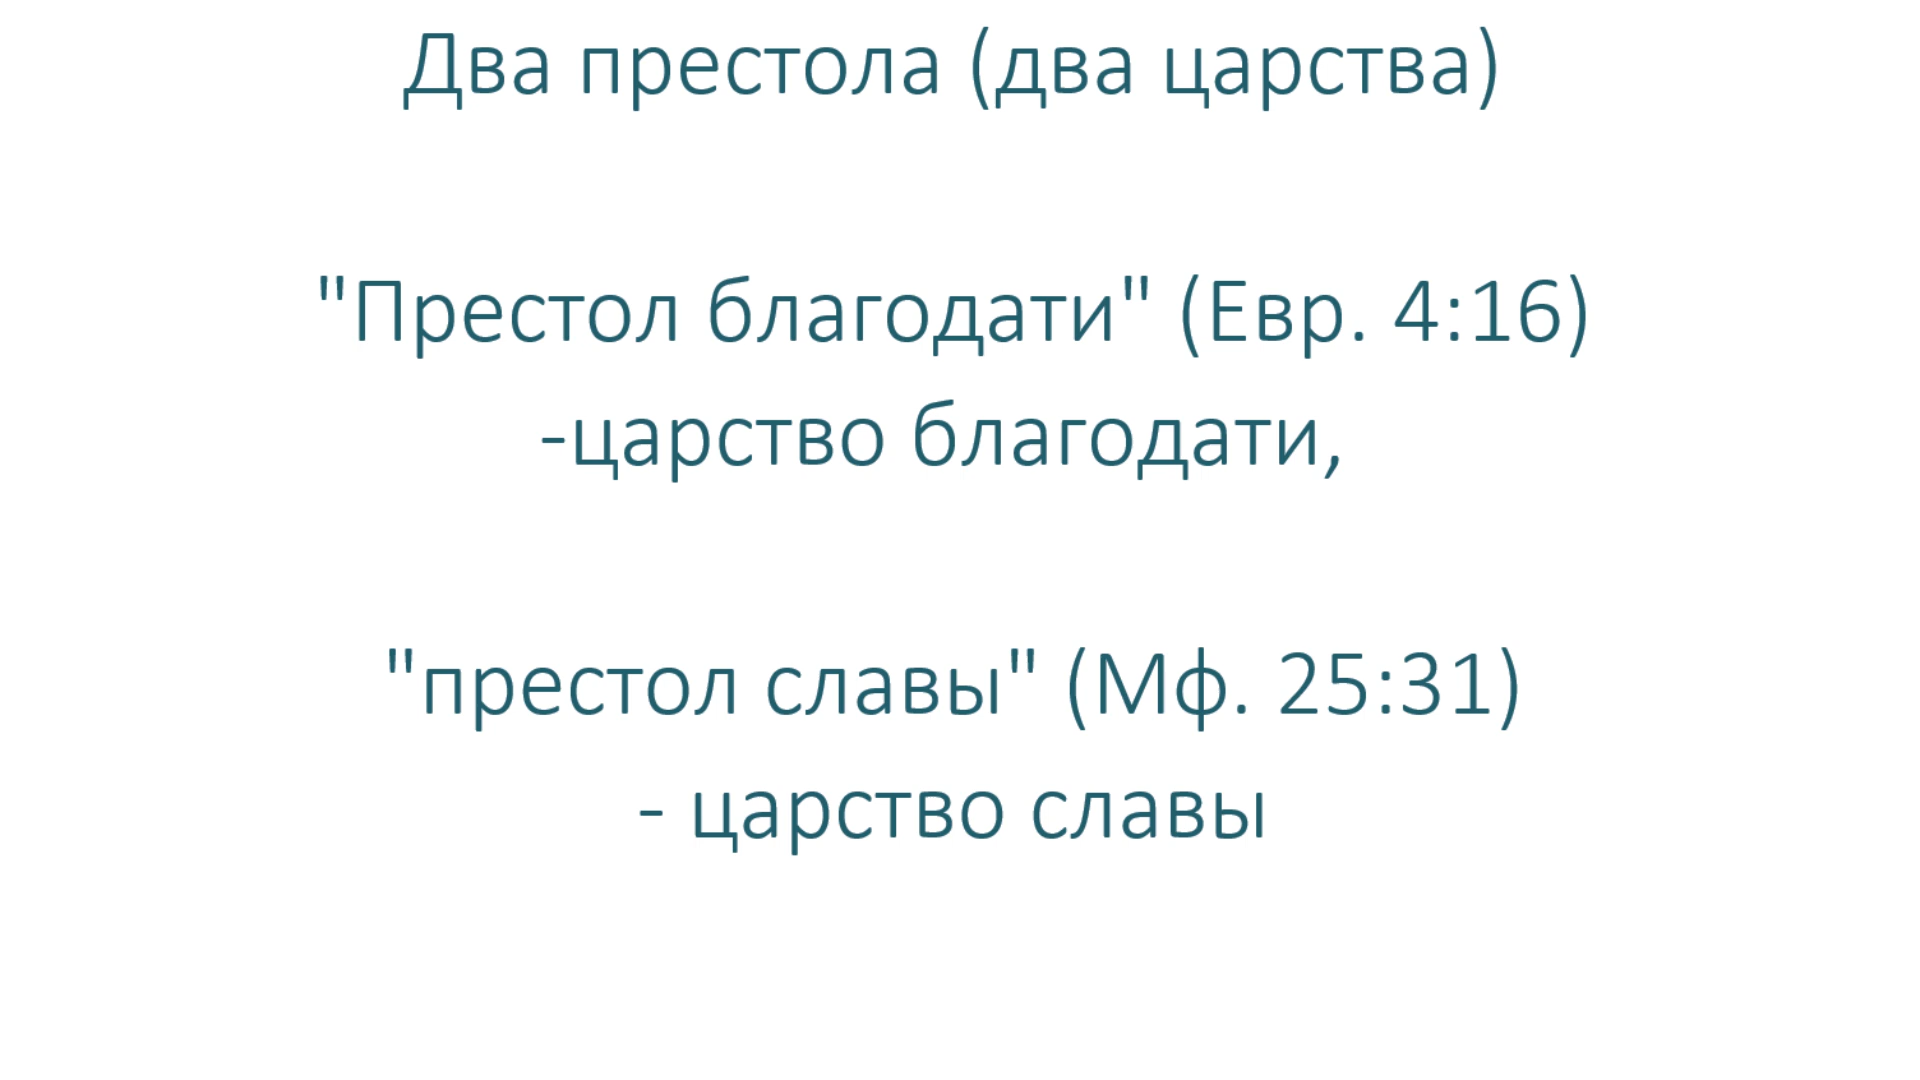 Два престола (два царства)
"Престол благодати" (Евр. 4:16)
-царство благодати,
"престол славы" (Мф. 25:31)
- царство славы